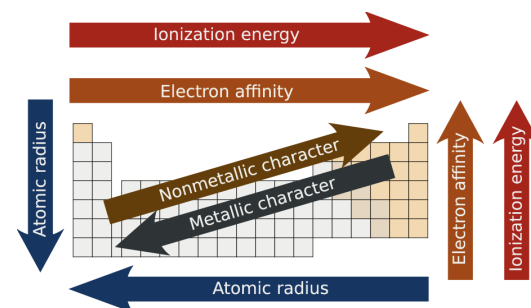 Ionization energy
Electron affinity
Atomic radius
Nonmetallic character
Metallic character
Electron affinity
Ionization energy
Atomic radius